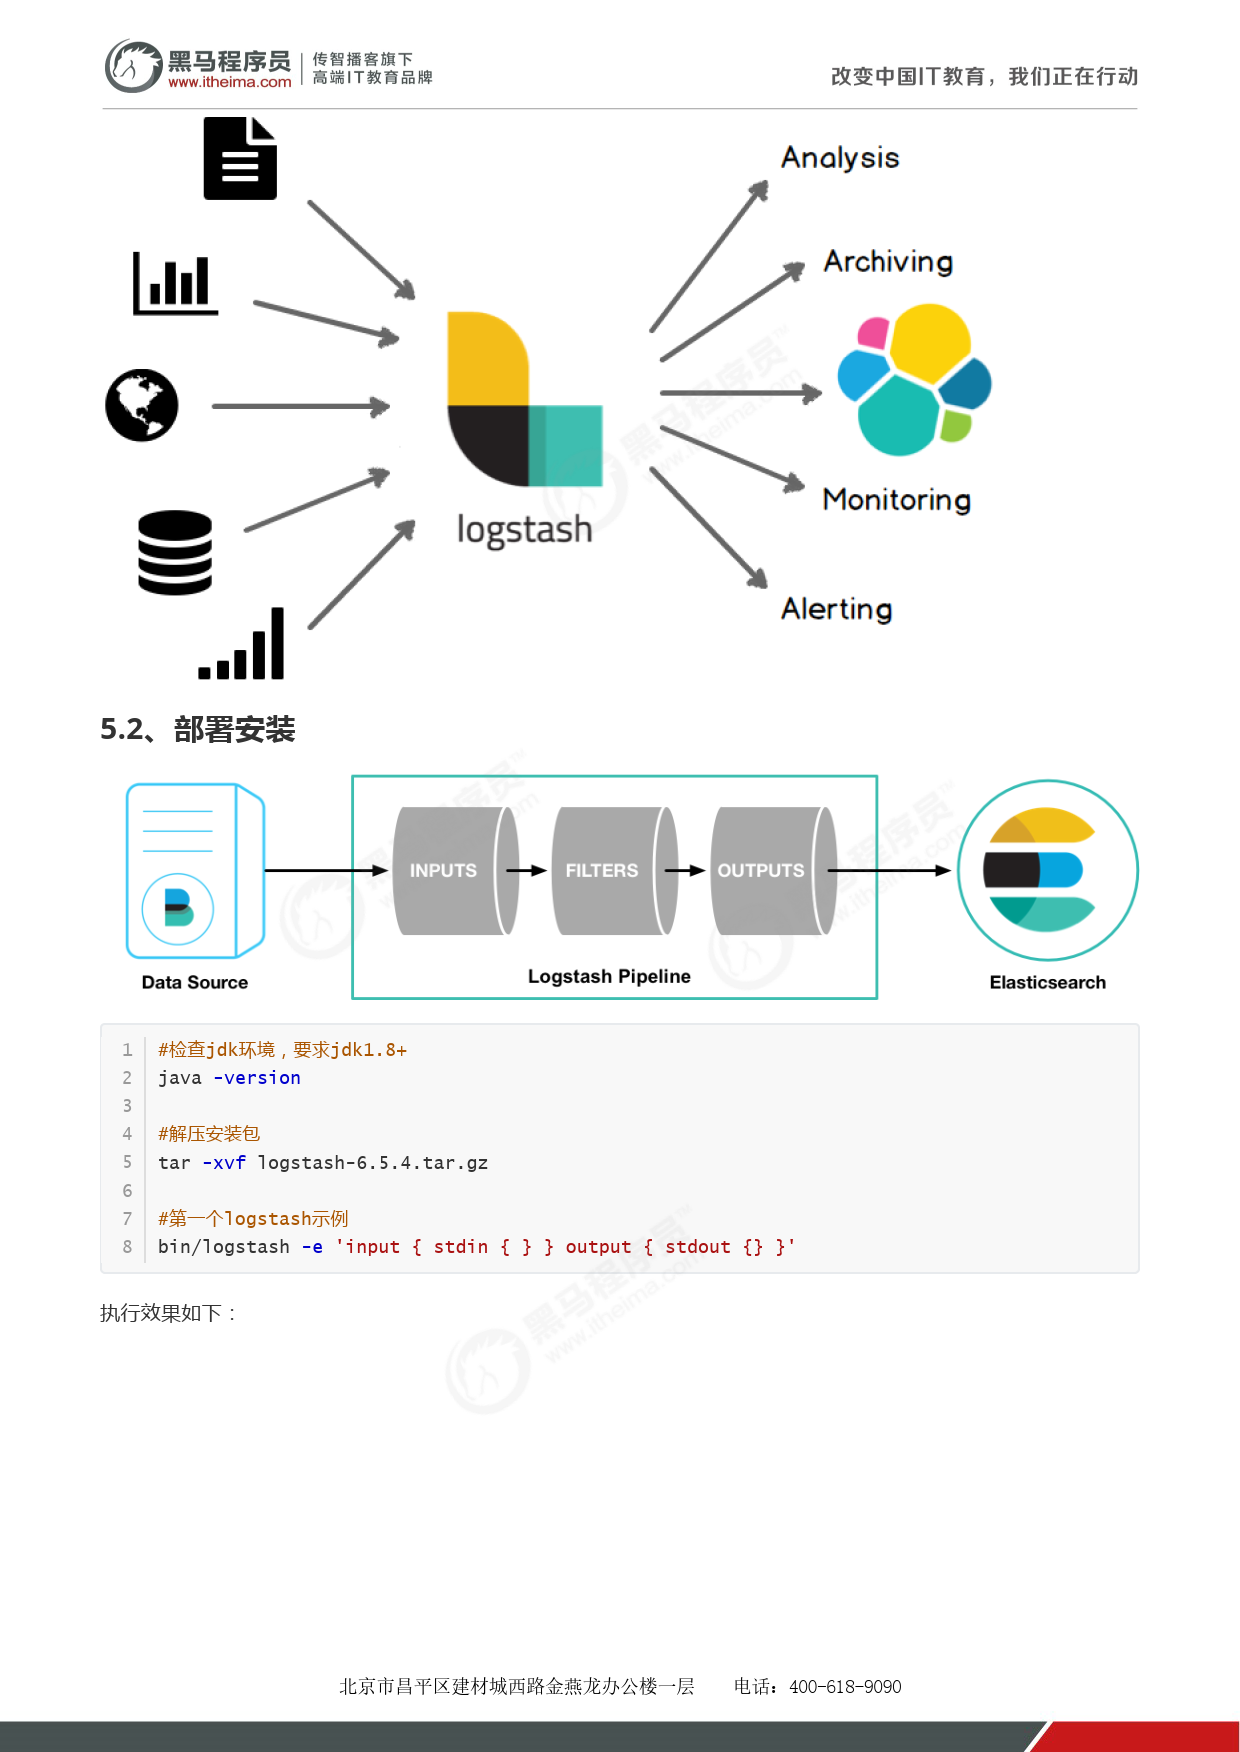 黑马程序员
www.itheima.com
传智播客旗下
高端IT教育品牌
改变中国IT教育，我们正在行动
Analysis
Archiving
logstash
Monitoring
Alerting
5.2、部署安装
INPUTS
FILTERS
OUTPUTS
Data Source
Logstash Pipeline
Elasticsearch
1 #检查jdk环境，要求jdk1.8+
2 java -version
3
4 #解压安装包
5 tar -xvf logstash-6.5.4.tar.gz
6
7 #第一个logstash示例
8 bin/logstash -e 'input { stdin { } } output { stdout {} }'
执行效果如下：
北京市昌平区建材城西路金燕龙办公楼一层 电话：400-618-9090